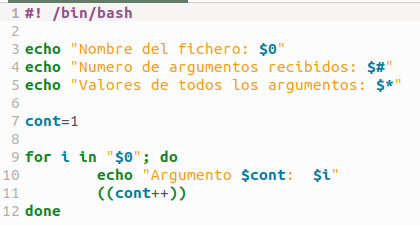 1 #! /bin/bash
2
3 echo "Nombre del fichero: $0"
4 echo "Numero de argumentos recibidos: $#"
5 echo "Valores de todos los argumentos: $*"
6
7 cont=1
8
9 for i in "$0"; do
10         echo "Argumento $cont:  $i"
11         ((cont++))
12 done